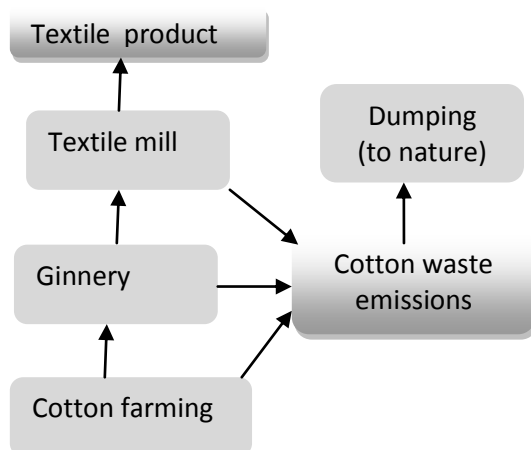 Textile product
Textile mill
Dumping
(to nature)
Ginnery
Cotton waste
emissions
Cotton farming